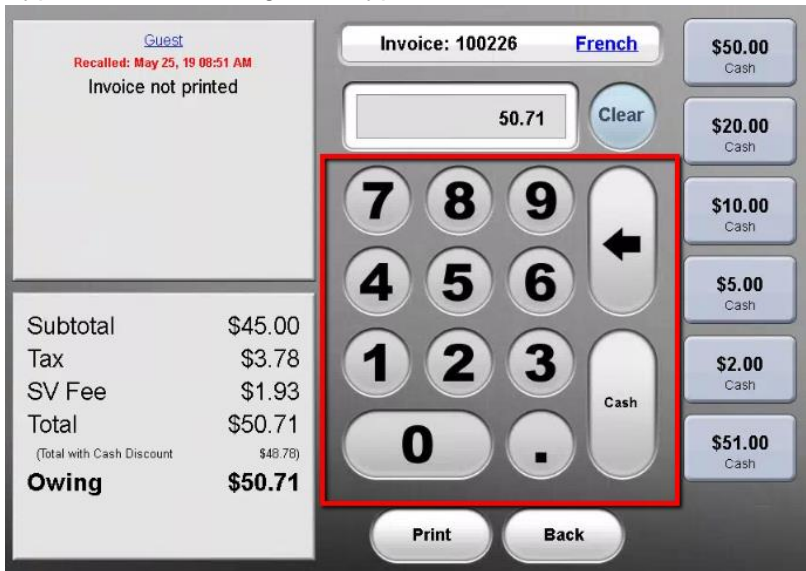 Guest
Recalled: May 25, 19 08:51 AM
Invoice not printed
Subtotal $45.00
Tax $3.78
SV Fee $1.93
Total $50.71
(Total with Cash Discount $48.78)
Owing $50.71
Invoice: 100226 French
50.71 Clear
7 8 9
4 5 6
1 2 3
Cash
0 .
Print Back
$50.00
Cash
$20.00
Cash
$10.00
Cash
$5.00
Cash
$2.00
Cash
$51.00
Cash